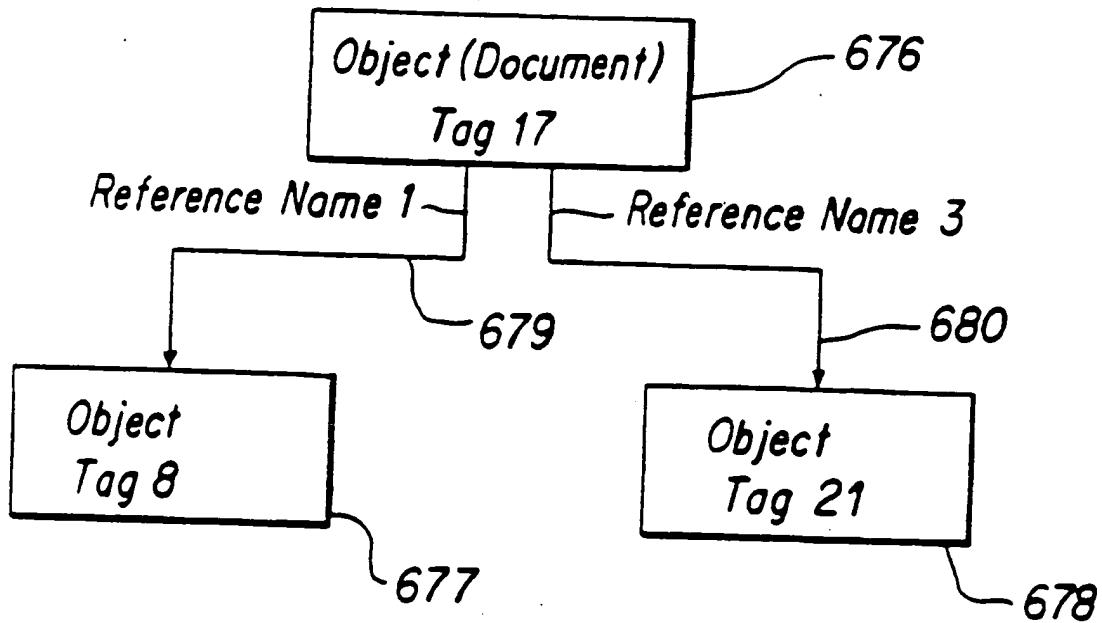 Object (Document)
Tag 17
676
Reference Name 1
Reference Name 3
679
680
Object
Tag 8
Object
Tag 21
677
678